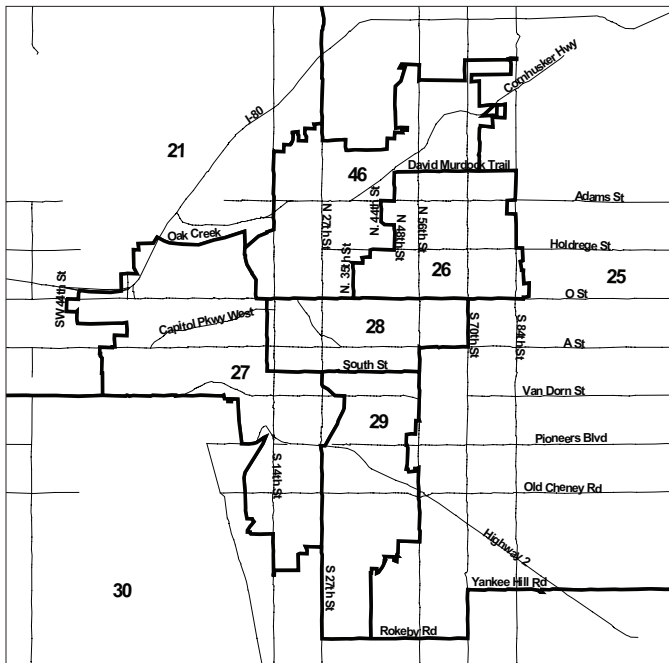 Cornhusker Hwy
I-80
21
David Murdock Trail
46
Adams St
N. 44th St
N 27th St
N 48th St
N 56th St
Oak Creek
Holdrege St
N. 35th St
26
25
SW 44th St
O St
Capitol Pkwy West
28
S 70th St
S 84th St
A St
South St
27
Van Dorn St
29
Pioneers Blvd
S 14th St
Old Cheney Rd
Highway 2
30
S 27th St
Yankee Hill Rd
Rokeby Rd